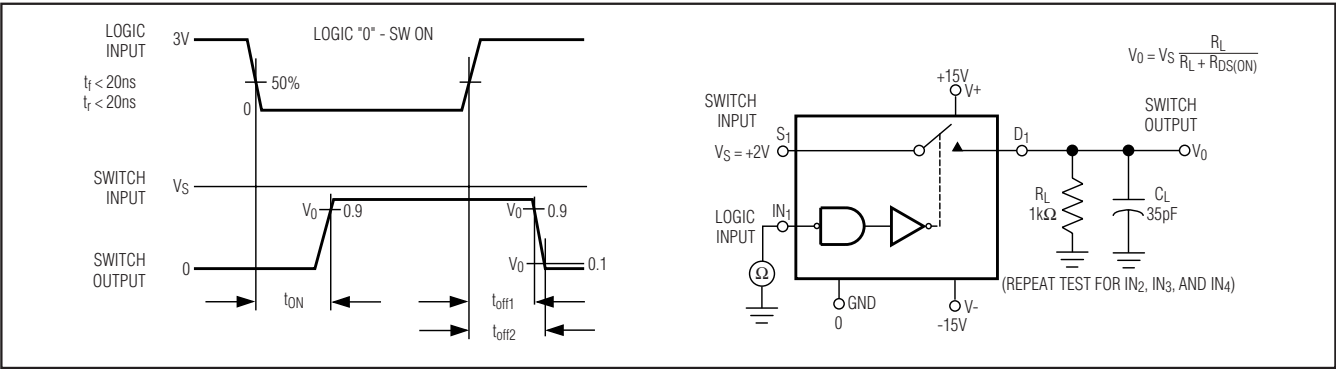 LOGIC
INPUT
3V
LOGIC "0" - SW ON
tf < 20ns
tr < 20ns
50%
0
SWITCH
INPUT
VS
V0
0.9
V0
0.9
SWITCH
OUTPUT
0
V0
0.1
tON
toff1
toff2
V0 = VS RL
RL + RDS(ON)
+15V
V+
SWITCH
INPUT
S1
VS = +2V
D1
SWITCH
OUTPUT
V0
LOGIC
INPUT
IN1
Ω
RL
1kΩ
CL
35pF
(REPEAT TEST FOR IN2, IN3, AND IN4)
GND
0
V-
-15V